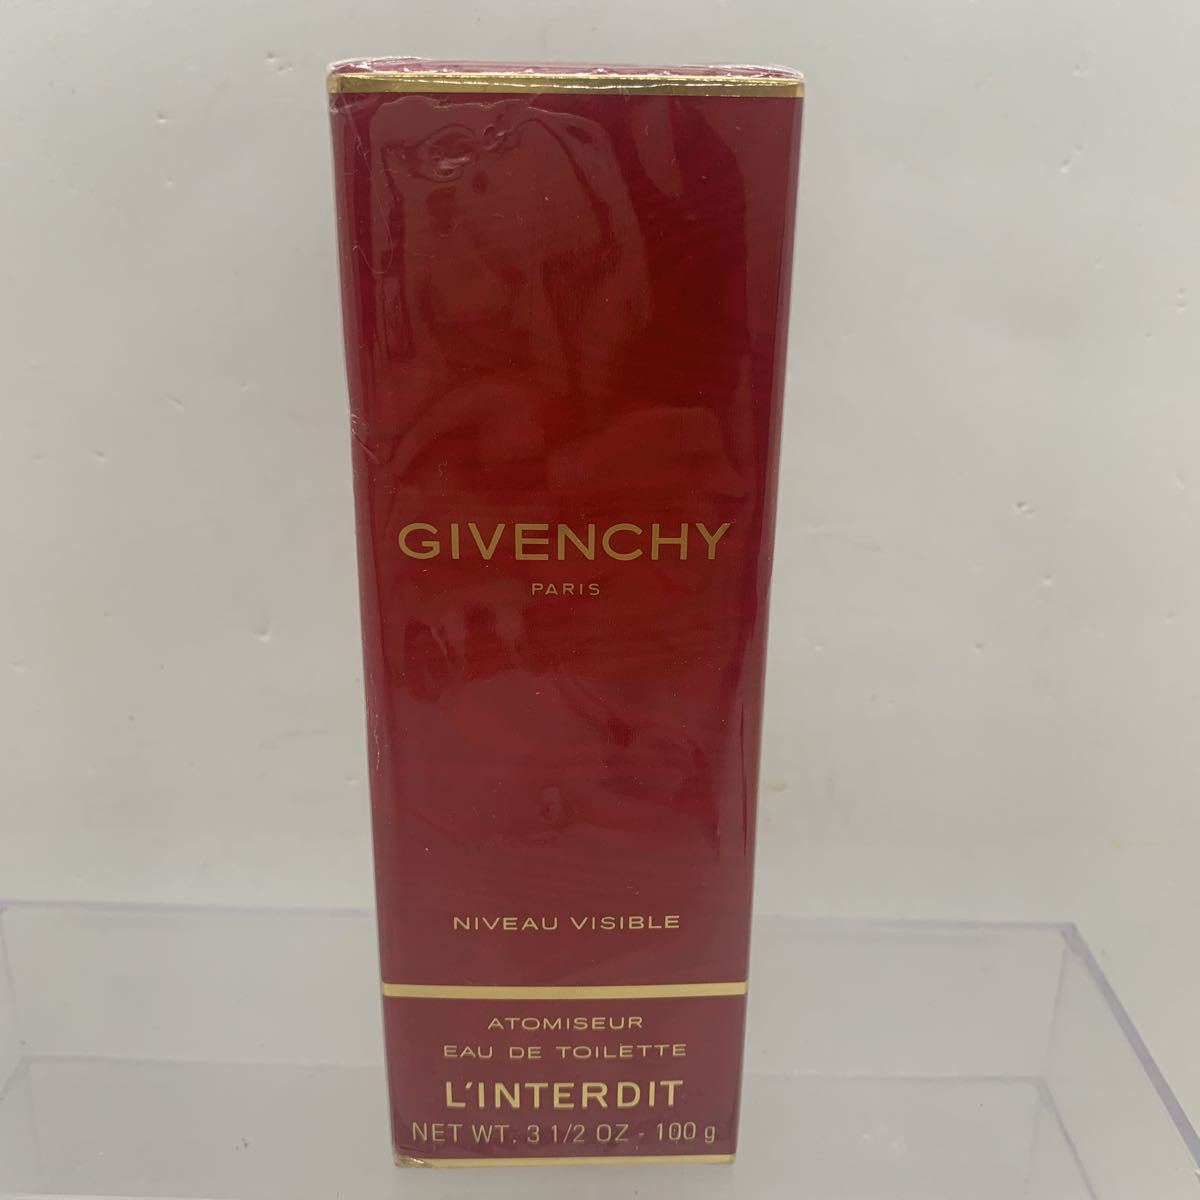 GIVENCHY
PARIS
NIVEAU VISIBLE
ATOMISEUR
EAU DE TOILETTE
L'INTERDIT
NET WT. 3 1/2 OZ - 100 g